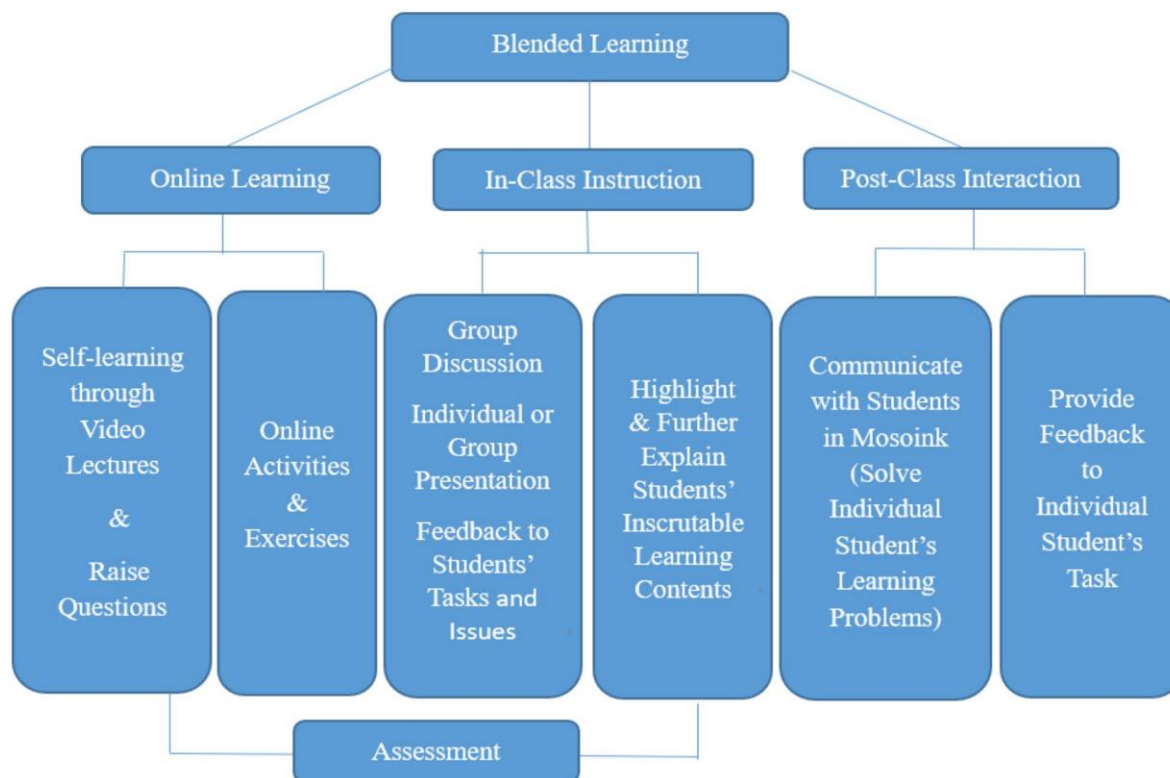 Blended Learning
Online Learning
In-Class Instruction
Post-Class Interaction
Self-learning
through
Video
Lectures
&
Raise
Questions
Online
Activities
&
Exercises
Group
Discussion
Individual or
Group
Presentation
Feedback to
Students’
Tasks and
Issues
Highlight
& Further
Explain
Students’
Inscrutable
Learning
Contents
Communicate
with Students
in Mosoink
(Solve
Individual
Student’s
Learning
Problems)
Provide
Feedback
to
Individual
Student’s
Task
Assessment